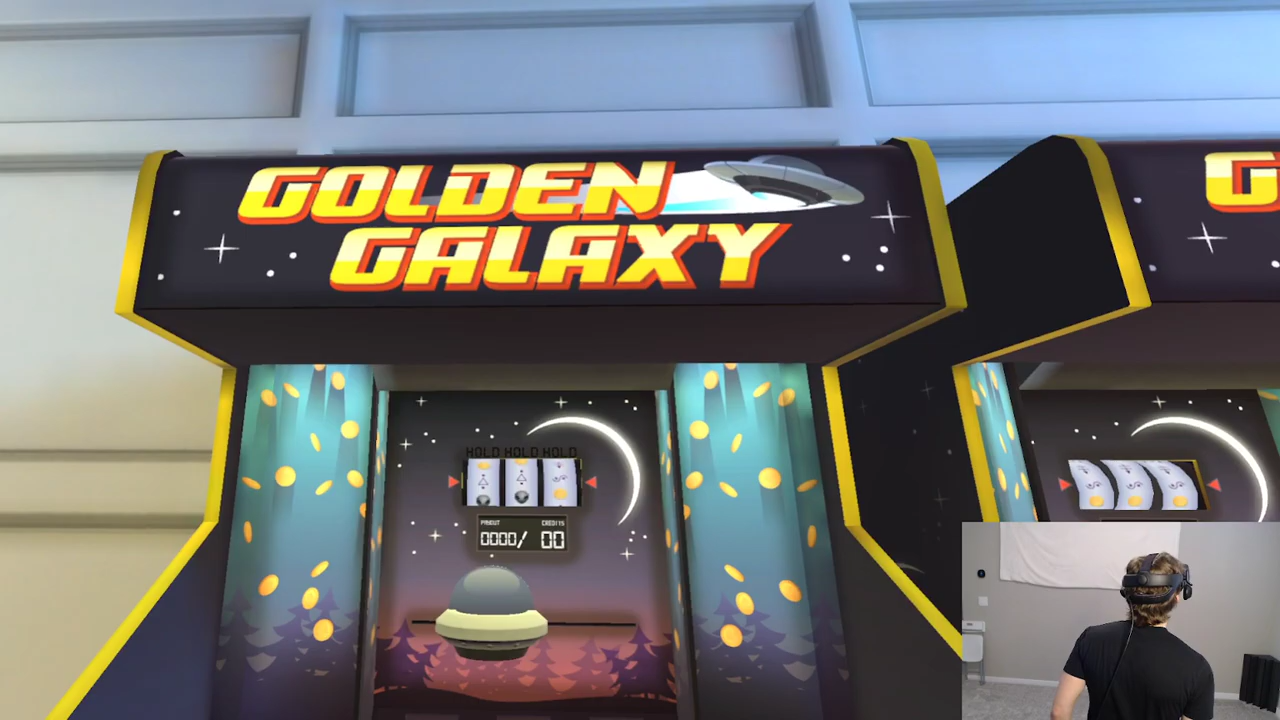 GOLDEN
GALAXY
G
HOLD HOLD HOLD
PAYOUT CREDITS
0000/ 00